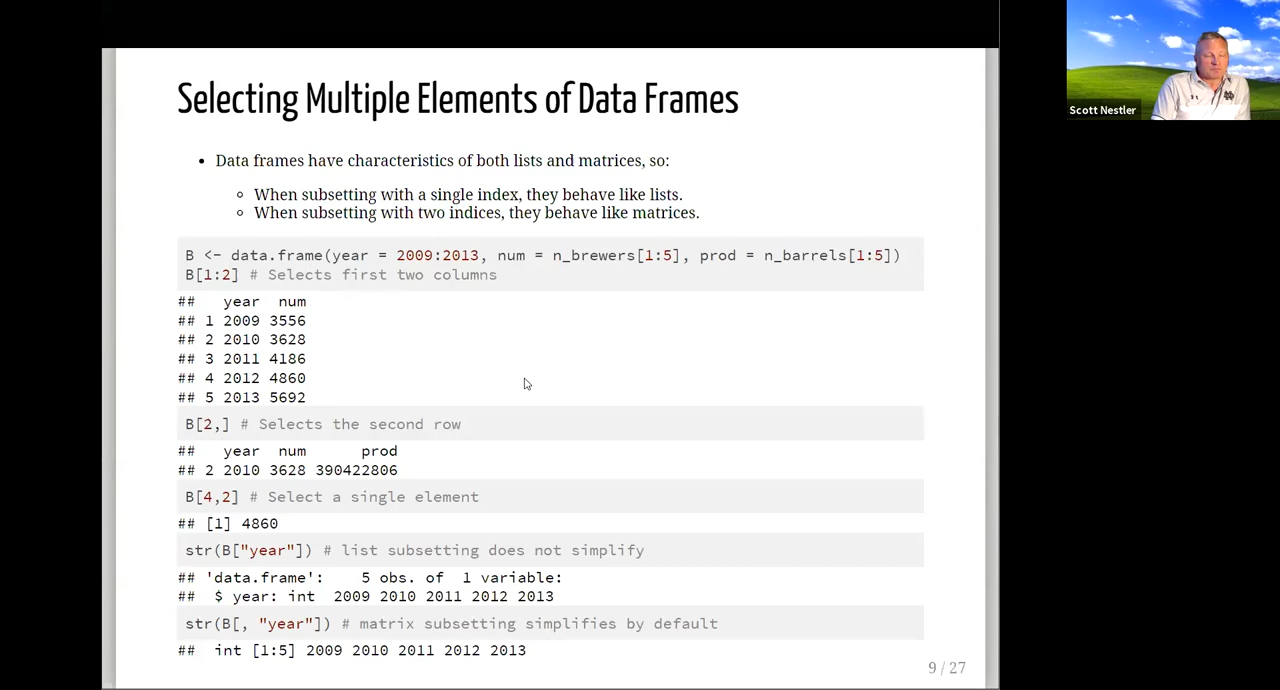 Selecting Multiple Elements of Data Frames
Scott Nestler
• Data frames have characteristics of both lists and matrices, so:
◦ When subsetting with a single index, they behave like lists.
◦ When subsetting with two indices, they behave like matrices.
B <- data.frame(year = 2009:2013, num = n_brewers[1:5], prod = n_barrels[1:5])
B[1:2] # Selects first two columns
##   year  num
## 1 2009 3556
## 2 2010 3628
## 3 2011 4186
## 4 2012 4860
## 5 2013 5692
B[2,] # Selects the second row
##   year  num      prod
## 2 2010 3628 390422806
B[4,2] # Select a single element
## [1] 4860
str(B["year"]) # list subsetting does not simplify
## 'data.frame':    5 obs. of  1 variable:
##  $ year: int  2009 2010 2011 2012 2013
str(B[, "year"]) # matrix subsetting simplifies by default
##  int [1:5] 2009 2010 2011 2012 2013
9 / 27